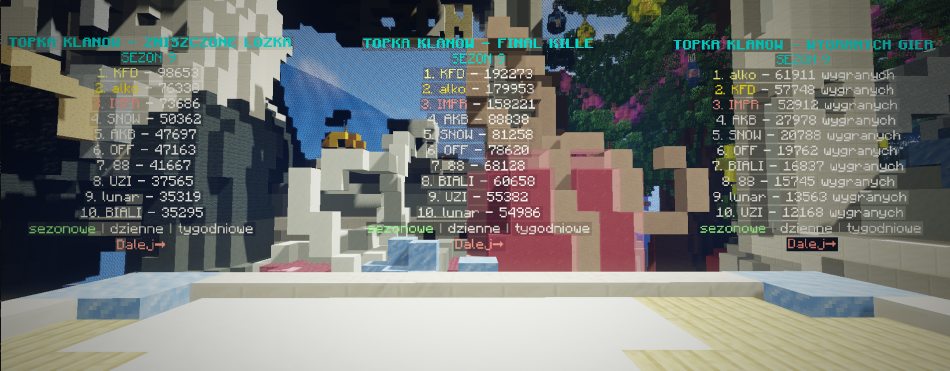 TOPKA KLANÓW - ZNISZCZONE ŁÓŻKA
SEZON 9
1. KFD - 98653
2. alko - 76338
3. IMPR - 73686
4. SNOW - 50362
5. AKB - 47697
6. OFF - 47163
7. 88 - 41667
8. UZI - 37565
9. lunar - 35319
10. BIALI - 35295
sezonowe | dzienne | tygodniowe
Dalej→
TOPKA KLANÓW - FINAL KILLE
SEZON 9
1. KFD - 192273
2. alko - 179953
3. IMPR - 158221
4. AKB - 88838
5. SNOW - 81258
6. OFF - 78620
7. 88 - 68128
8. BIALI - 60658
9. UZI - 55382
10. lunar - 54986
sezonowe | dzienne | tygodniowe
Dalej→
TOPKA KLANÓW - WYGRANYCH GIER
SEZON 9
1. alko - 61911 wygranych
2. KFD - 57748 wygranych
3. IMPR - 52912 wygranych
4. AKB - 27978 wygranych
5. SNOW - 20788 wygranych
6. OFF - 19762 wygranych
7. BIALI - 16837 wygranych
8. 88 - 15745 wygranych
9. lunar - 13563 wygranych
10. UZI - 12168 wygranych
sezonowe | dzienne | tygodniowe
Dalej→